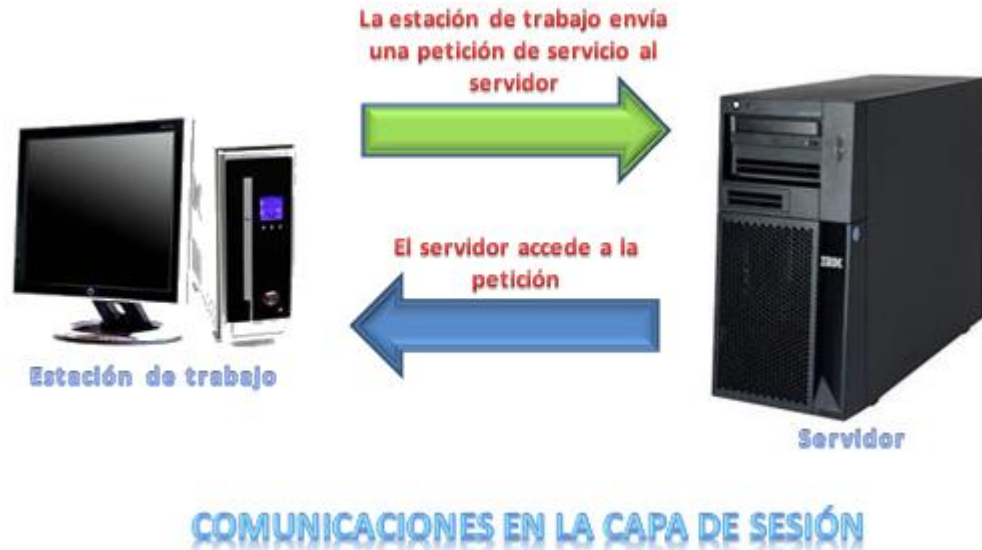 La estación de trabajo envía
una petición de servicio al
servidor
El servidor accede a la
petición
IBM
Estación de trabajo
Servidor
COMUNICACIONES EN LA CAPA DE SESIÓN